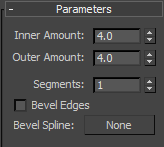 - Parameters
Inner Amount: 4.0
Outer Amount: 4.0
Segments: 1
Bevel Edges
Bevel Spline: None